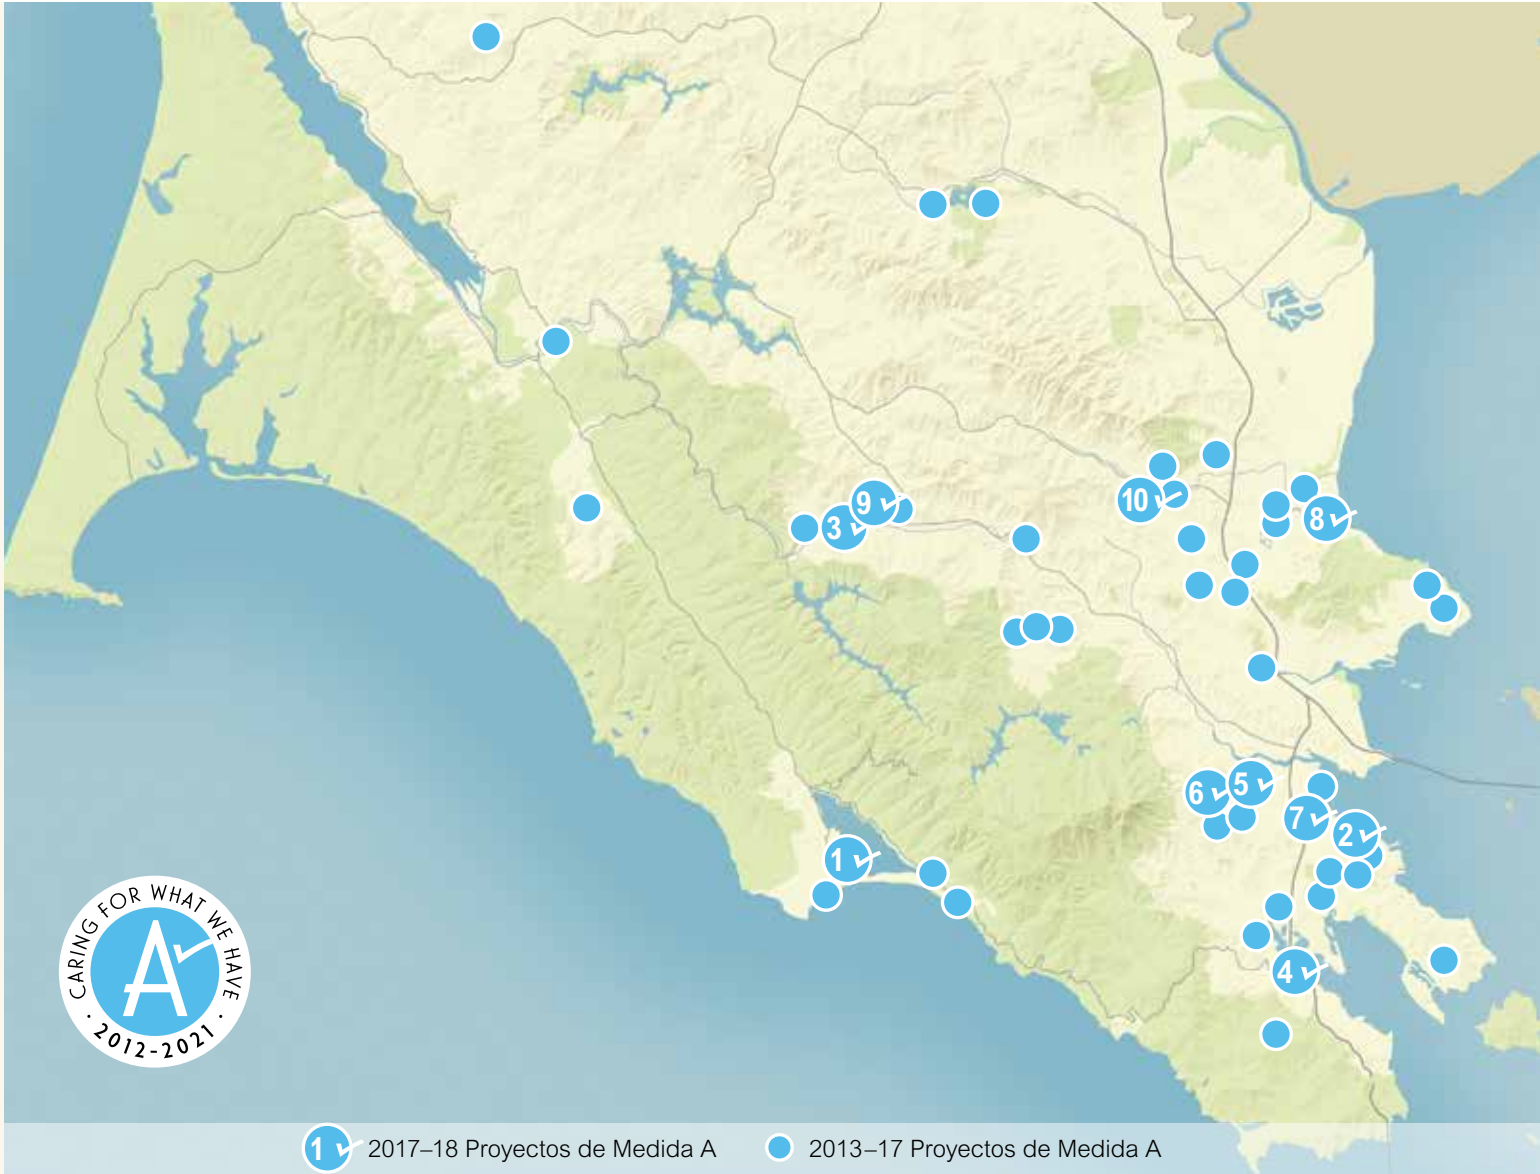 10
9
3
8
6
5
7
2
1
4
CARING FOR WHAT WE HAVE
A
· 2012-2021 ·
1 2017–18 Proyectos de Medida A
2013–17 Proyectos de Medida A